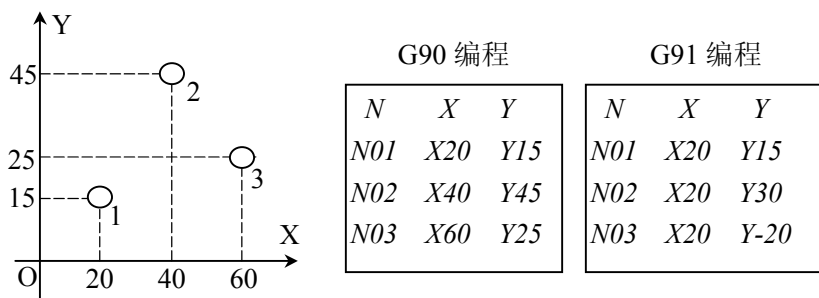 Y
45
2
25
3
15
1
X
O
20 40 60
G90 编程
N X Y
N01 X20 Y15
N02 X40 Y45
N03 X60 Y25
G91 编程
N X Y
N01 X20 Y15
N02 X20 Y30
N03 X20 Y-20